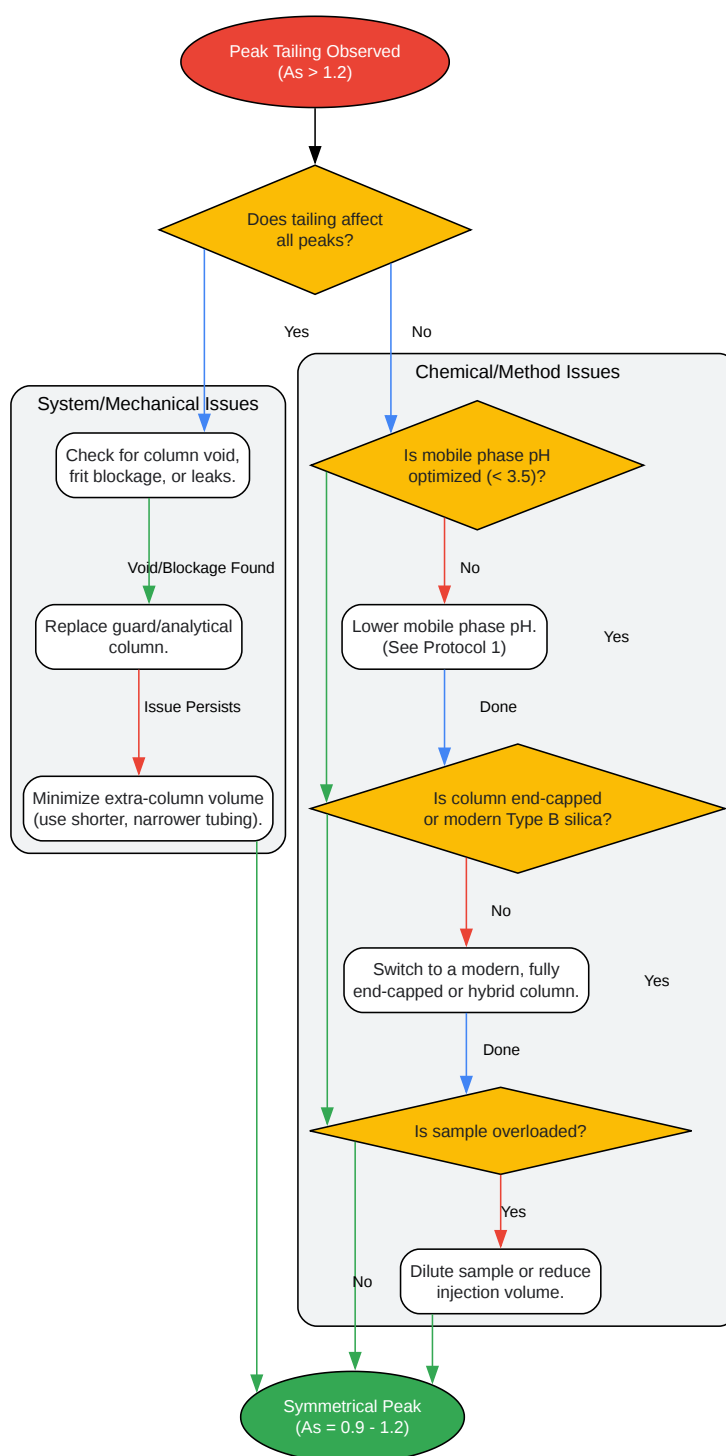 Peak Tailing Observed
(As > 1.2)
Does tailing affect
all peaks?
Yes
No
System/Mechanical Issues
Check for column void,
frit blockage, or leaks.
Void/Blockage Found
Replace guard/analytical
column.
Issue Persists
Minimize extra-column volume
(use shorter, narrower tubing).
Chemical/Method Issues
Is mobile phase pH
optimized (< 3.5)?
No
Lower mobile phase pH.
(See Protocol 1)
Yes
Done
Is column end-capped
or modern Type B silica?
No
Switch to a modern, fully
end-capped or hybrid column.
Yes
Done
Is sample overloaded?
Yes
Dilute sample or reduce
injection volume.
No
Symmetrical Peak
(As = 0.9 - 1.2)